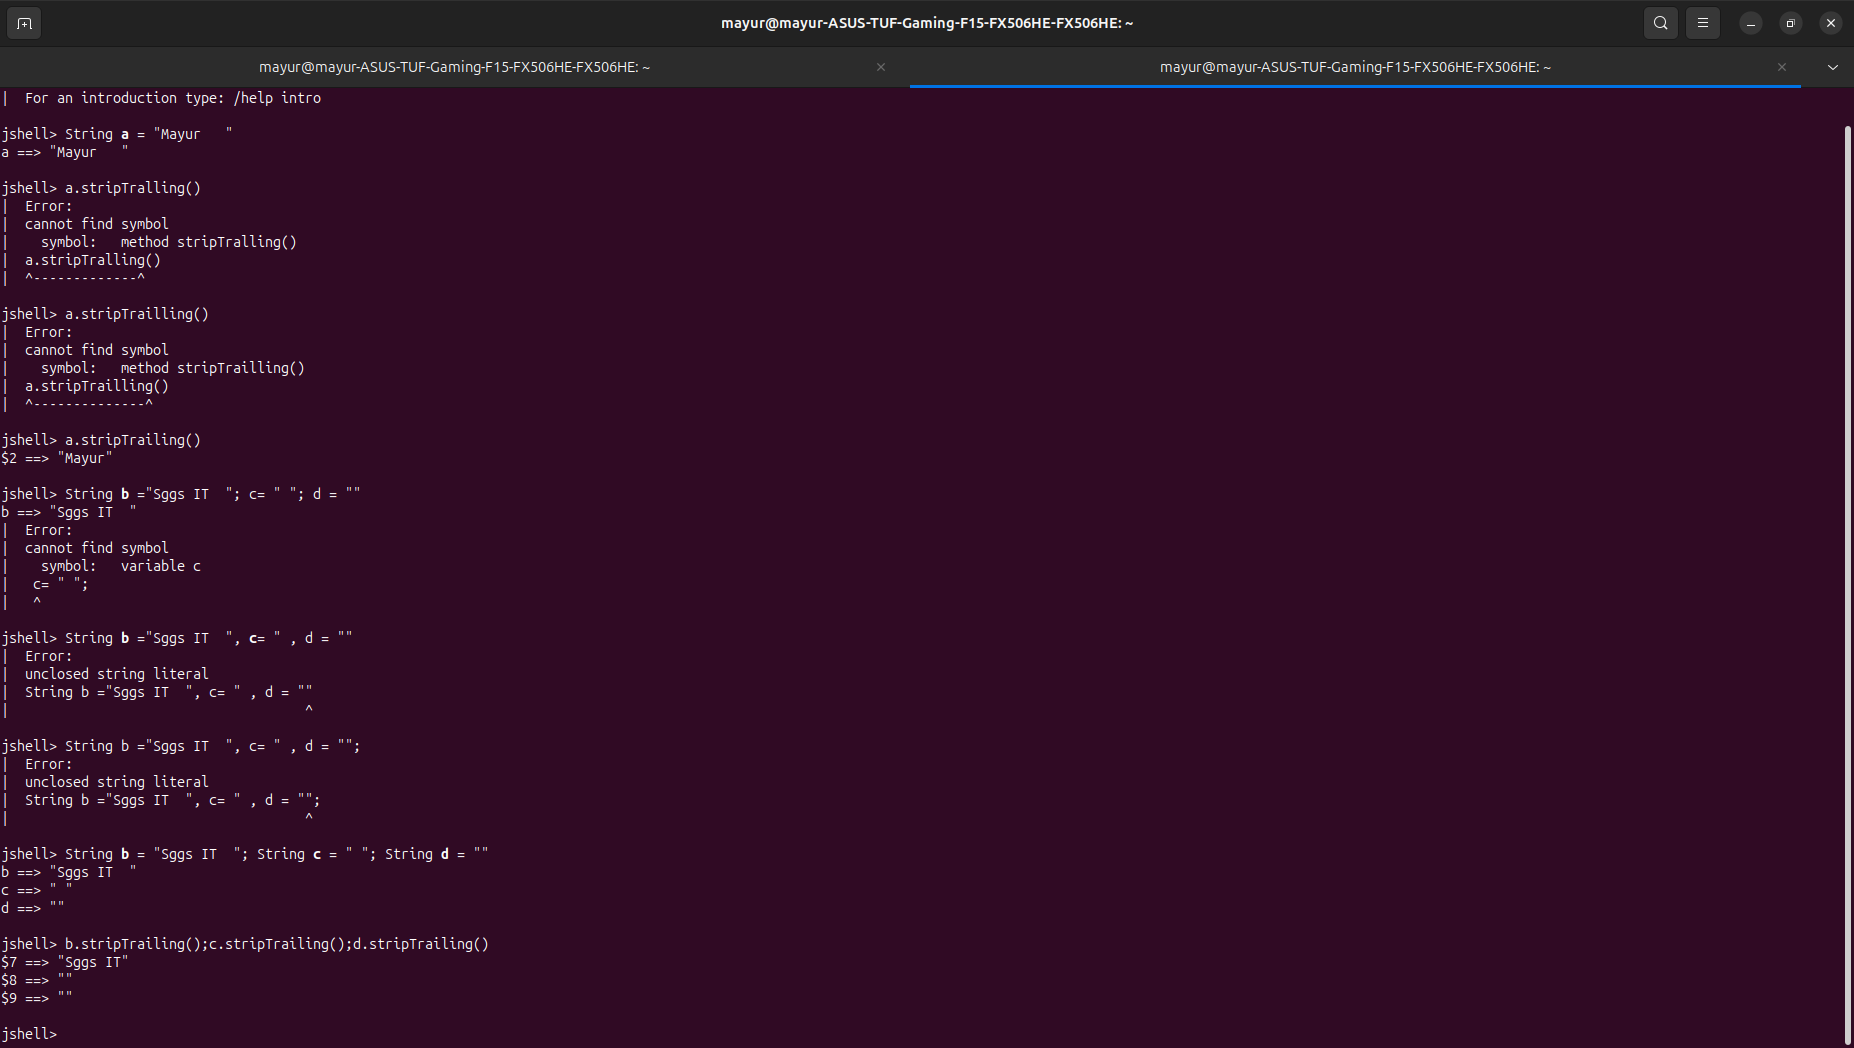 mayur@mayur-ASUS-TUF-Gaming-F15-FX506HE-FX506HE: ~
mayur@mayur-ASUS-TUF-Gaming-F15-FX506HE-FX506HE: ~
mayur@mayur-ASUS-TUF-Gaming-F15-FX506HE-FX506HE: ~
|  For an introduction type: /help intro

jshell> String a = "Mayur   "
a ==> "Mayur   "

jshell> a.stripTralling()
|  Error:
|  cannot find symbol
|    symbol:   method stripTralling()
|  a.stripTralling()
|  ^-------------^

jshell> a.stripTrailling()
|  Error:
|  cannot find symbol
|    symbol:   method stripTrailling()
|  a.stripTrailling()
|  ^--------------^

jshell> a.stripTrailing()
$2 ==> "Mayur"

jshell> String b ="Sggs IT  "; c= " "; d = ""
b ==> "Sggs IT  "
|  Error:
|  cannot find symbol
|    symbol:   variable c
|   c= " ";
|   ^

jshell> String b ="Sggs IT  ", c= " , d = ""
|  Error:
|  unclosed string literal
|  String b ="Sggs IT  ", c= " , d = ""
|                                     ^

jshell> String b ="Sggs IT  ", c= " , d = "";
|  Error:
|  unclosed string literal
|  String b ="Sggs IT  ", c= " , d = "";
|                                     ^

jshell> String b = "Sggs IT  "; String c = " "; String d = ""
b ==> "Sggs IT  "
c ==> " "
d ==> ""

jshell> b.stripTrailing();c.stripTrailing();d.stripTrailing()
$7 ==> "Sggs IT"
$8 ==> ""
$9 ==> ""

jshell>